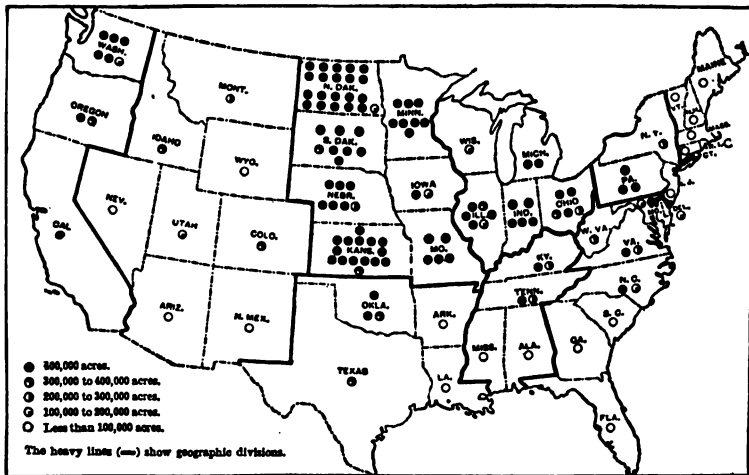 WASH.
MONT.
N. DAK.
MINN.
MAINE
OREGON
IDAHO
WYO.
S. DAK.
WIS.
MICH.
N. Y.
VT.
N.H.
MASS.
CT.
NEV.
UTAH
COLO.
NEBR.
IOWA
ILL.
IND.
OHIO
PA.
N. J.
DEL.
W. VA.
VA.
CAL.
KANS.
MO.
KY.
N. C.
TENN.
ARIZ.
N. MEX.
OKLA.
ARK.
S. C.
MISS.
ALA.
GA.
TEXAS
LA.
FLA.
500,000 acres.
300,000 to 400,000 acres.
200,000 to 300,000 acres.
100,000 to 200,000 acres.
Less than 100,000 acres.
The heavy lines (▬) show geographic divisions.